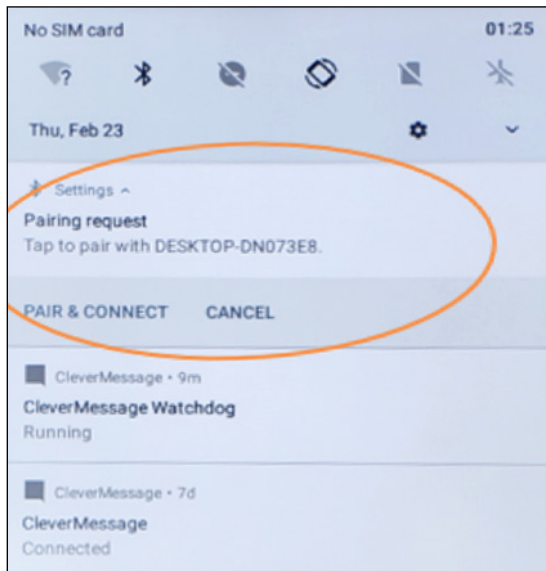 No SIM card 01:25
?
Thu, Feb 23
Settings
Pairing request
Tap to pair with DESKTOP-DN073E8.
PAIR & CONNECT CANCEL
CleverMessage • 9m
CleverMessage Watchdog
Running
CleverMessage • 7d
CleverMessage
Connected